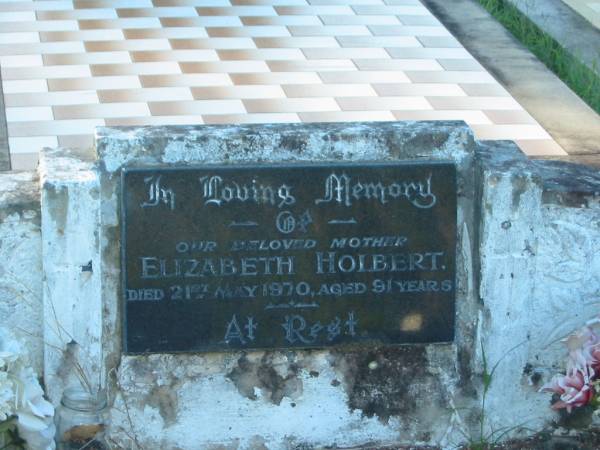 In Loving Memory
Of
OUR BELOVED MOTHER
ELIZABETH HOLBERT.
DIED 21ST MAY 1970, AGED 91 YEARS
At Rest.